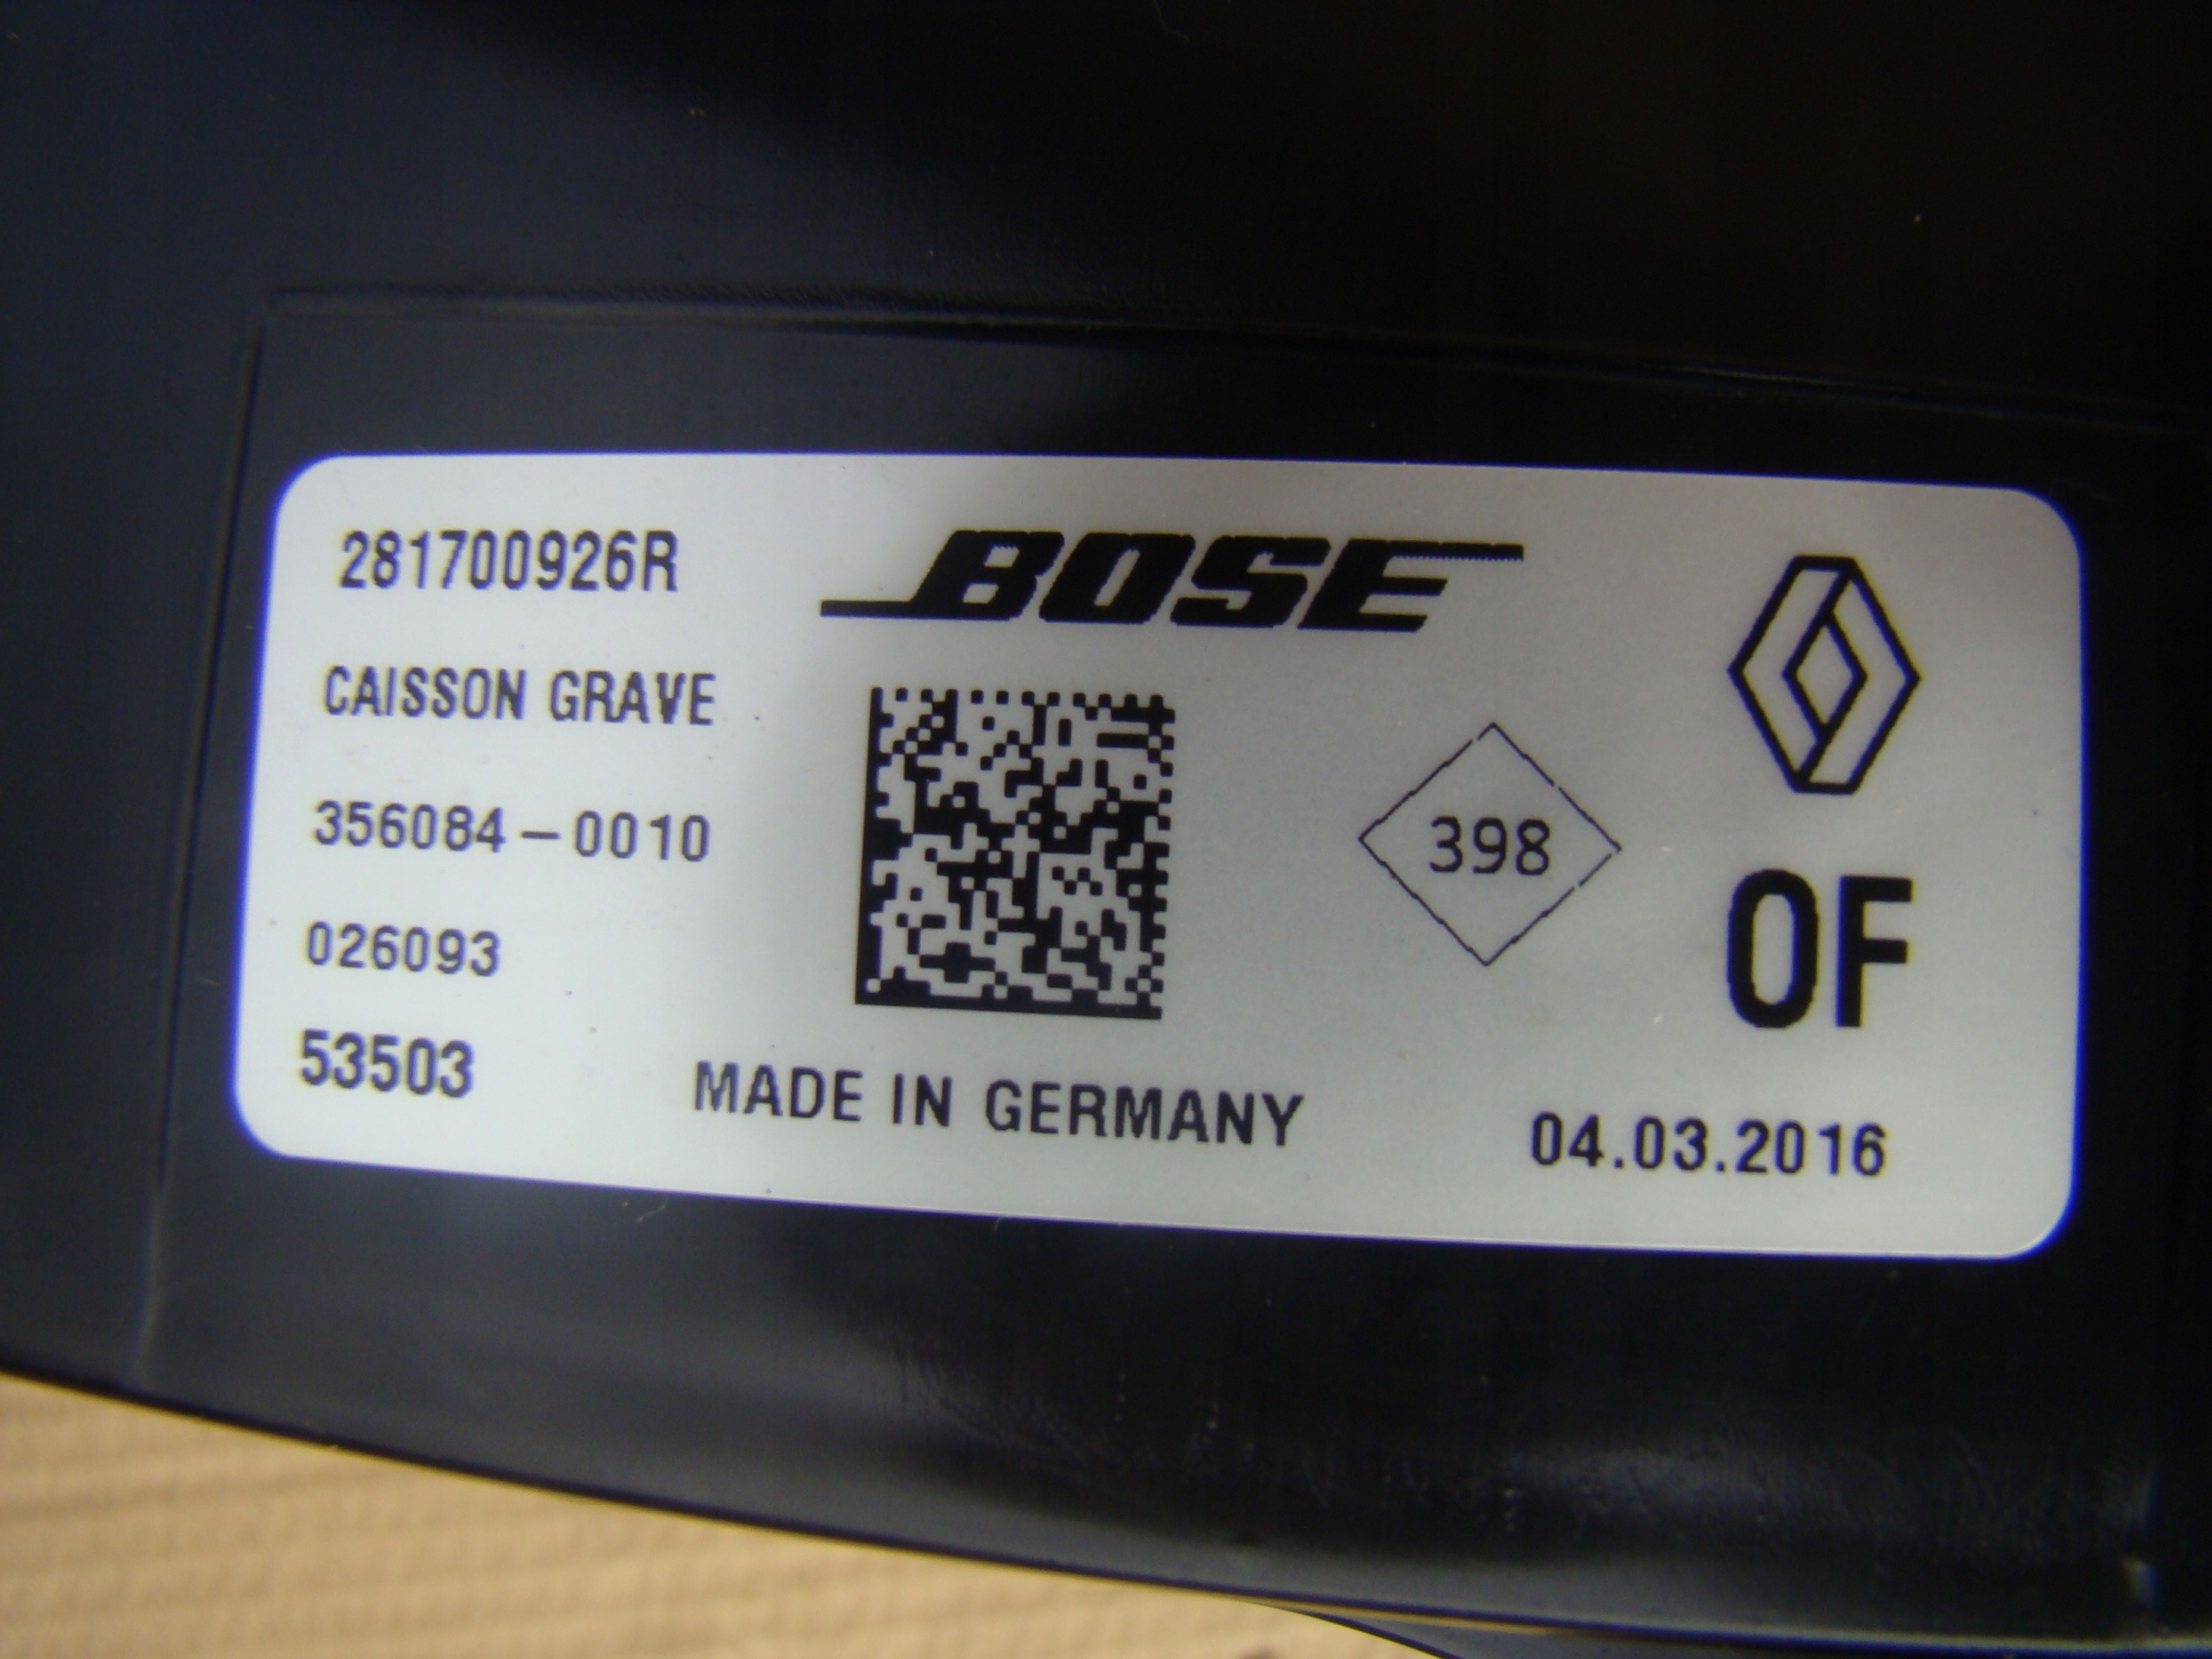 281700926R
BOSE
CAISSON GRAVE
356084-0010
398
026093
OF
53503
MADE IN GERMANY
04.03.2016